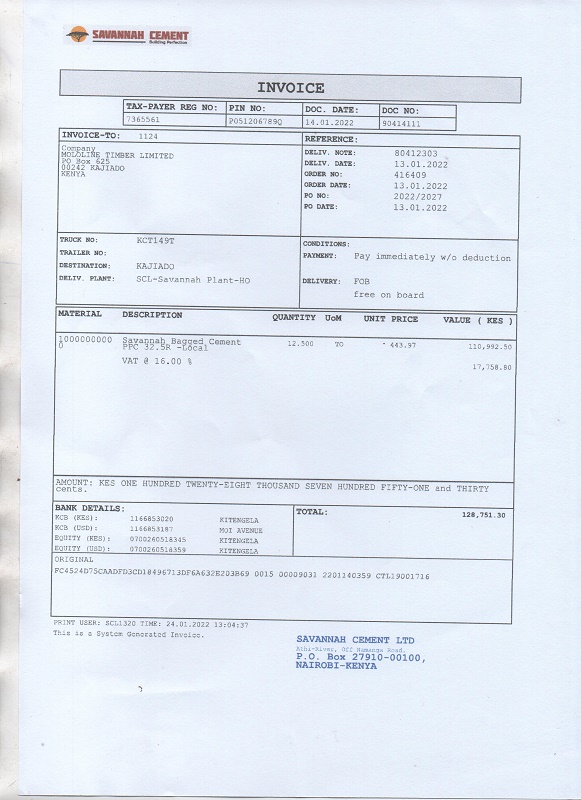 SAVANNAH CEMENT
Building Perfection
INVOICE
TAX-PAYER REG NO: PIN NO: DOC. DATE: DOC NO:
7365561 P051206789Q 14.01.2022 90414111
INVOICE-TO: 1124
Company
MOLOLINE TIMBER LIMITED
PO Box 625
00242 KAJIADO
KENYA
REFERENCE:
DELIV. NOTE: 80412303
DELIV. DATE: 13.01.2022
ORDER NO: 416409
ORDER DATE: 13.01.2022
PO NO: 2022/2027
PO DATE: 13.01.2022
TRUCK NO: KCT149T
TRAILER NO:
DESTINATION: KAJIADO
DELIV. PLANT: SCL-Savannah Plant-HO
CONDITIONS:
PAYMENT: Pay immediately w/o deduction
DELIVERY: FOB
free on board
MATERIAL DESCRIPTION QUANTITY UoM UNIT PRICE VALUE ( KES )
1000000000 Savannah Bagged Cement 12.500 TO 443.97 110,992.50
0 PPC 32.5R -Local
VAT @ 16.00 % 17,758.80
AMOUNT: KES ONE HUNDRED TWENTY-EIGHT THOUSAND SEVEN HUNDRED FIFTY-ONE and THIRTY
cents.
BANK DETAILS:
KCB (KES): 1166853020 KITENGELA
KCB (USD): 1166853187 MOI AVENUE
EQUITY (KES): 0700260518345 KITENGELA
EQUITY (USD): 0700260518359 KITENGELA
TOTAL: 128,751.30
ORIGINAL
FC4524D75CAADFD3CD18496713DF6A632E203B69 0015 00009031 2201140359 CTL19001716
PRINT USER: SCL1320 TIME: 24.01.2022 13:04:37
This is a System Generated Invoice.
SAVANNAH CEMENT LTD
Athi-River, Off Namanga Road,
P.O. Box 27910-00100,
NAIROBI-KENYA